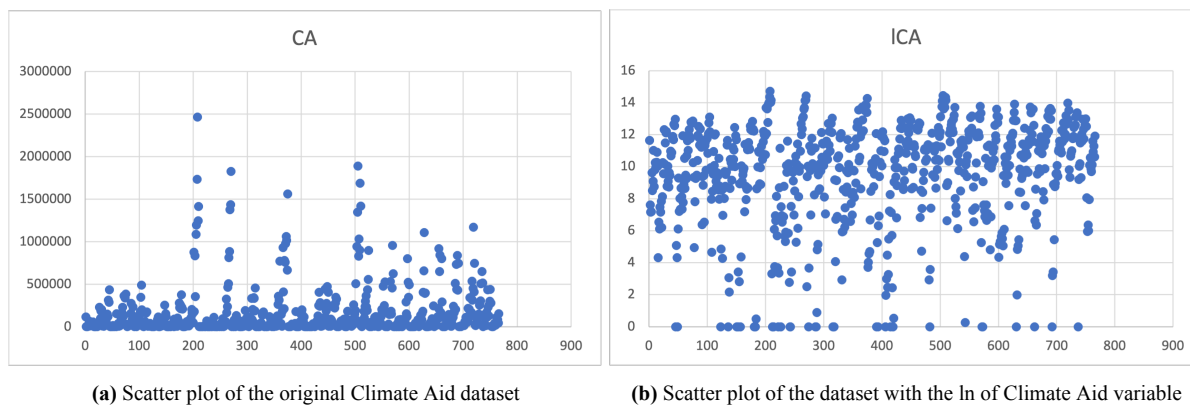 CA
3000000
2500000
2000000
1500000
1000000
500000
0
0 100 200 300 400 500 600 700 800 900
(a) Scatter plot of the original Climate Aid dataset
lCA
16
14
12
10
8
6
4
2
0
0 100 200 300 400 500 600 700 800 900
(b) Scatter plot of the dataset with the ln of Climate Aid variable